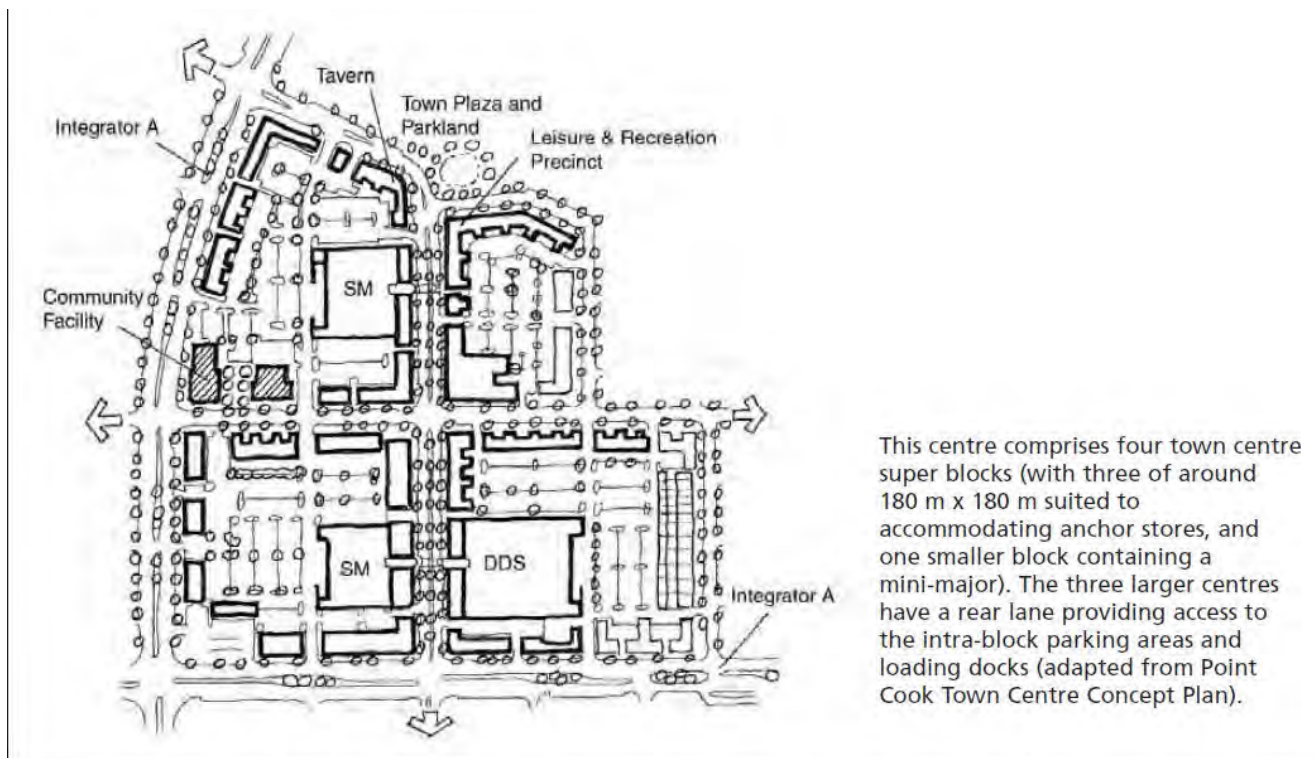 Tavern
Town Plaza and
Parkland
Integrator A
Leisure & Recreation
Precinct
SM
Community
Facility
SM
DDS
Integrator A
This centre comprises four town centre
super blocks (with three of around
180 m x 180 m suited to
accommodating anchor stores, and
one smaller block containing a
mini-major). The three larger centres
have a rear lane providing access to
the intra-block parking areas and
loading docks (adapted from Point
Cook Town Centre Concept Plan).